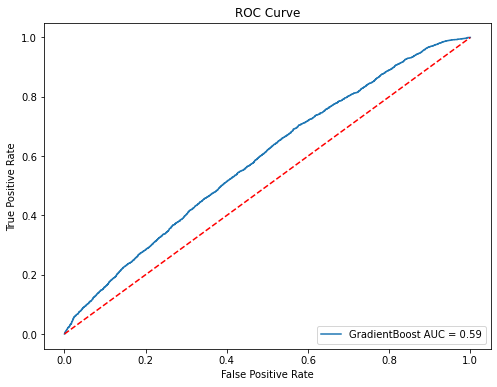 ROC Curve
True Positive Rate
1.0
0.8
0.6
0.4
0.2
0.0
GradientBoost AUC = 0.59
0.0 0.2 0.4 0.6 0.8 1.0
False Positive Rate